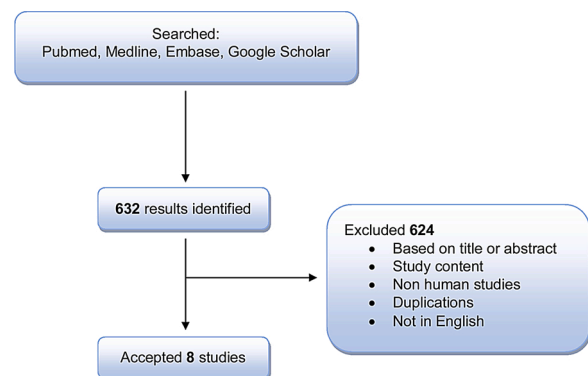 Searched:
Pubmed, Medline, Embase, Google Scholar
632 results identified
Excluded 624
• Based on title or abstract
• Study content
• Non human studies
• Duplications
• Not in English
Accepted 8 studies